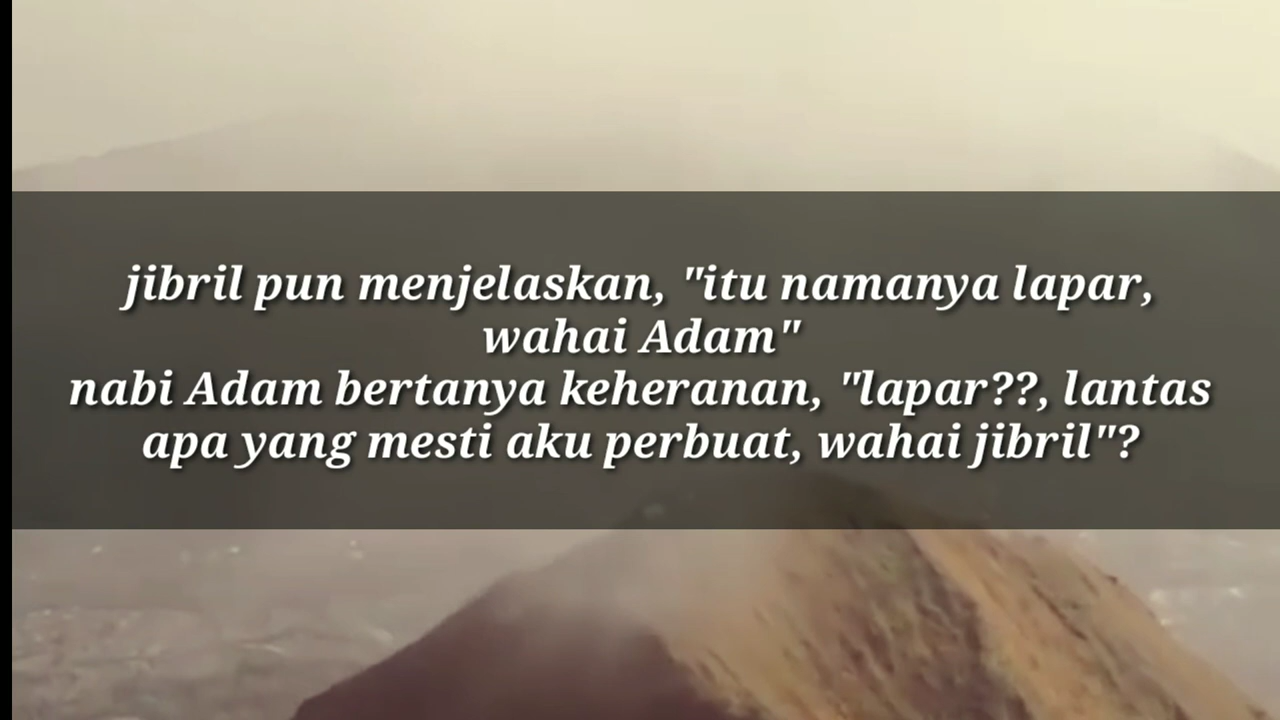 jibril pun menjelaskan, "itu namanya lapar,
wahai Adam"
nabi Adam bertanya keheranan, "lapar??, lantas
apa yang mesti aku perbuat, wahai jibril"?